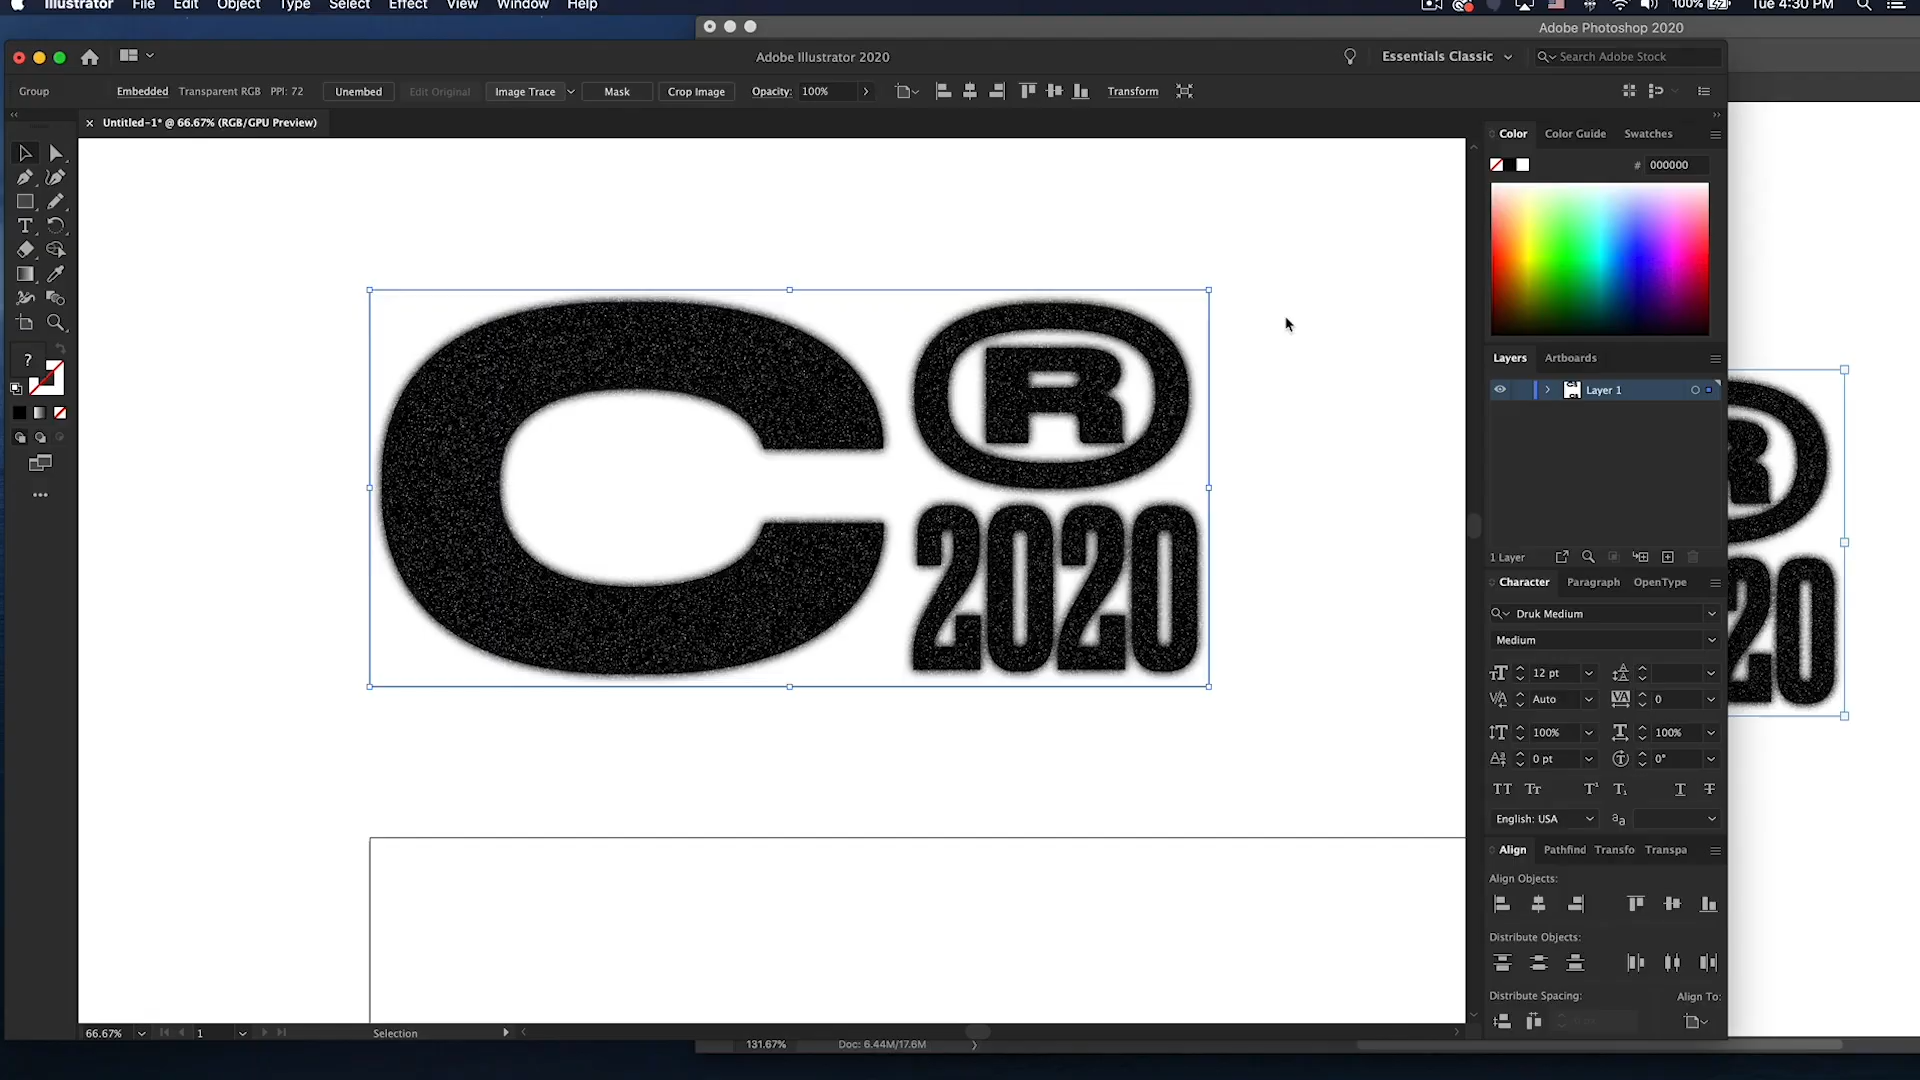 Illustrator File Edit Object Type Select Effect View Window Help 100% Tue 4:30 PM
Adobe Photoshop 2020
Adobe Illustrator 2020 Essentials Classic Search Adobe Stock
Group Embedded Transparent RGB PPI: 72 Unembed Edit Original Image Trace Mask Crop Image Opacity: 100% Transform
× Untitled-1* @ 66.67% (RGB/GPU Preview)
Color Color Guide Swatches
# 000000
C ®
2020
Layers Artboards
Layer 1
1 Layer
Character Paragraph OpenType
Druk Medium
Medium
12 pt
Auto 0
100% 100%
0 pt 0°
English: USA
Align Pathfind Transfo Transpa
Align Objects:
Distribute Objects:
Distribute Spacing: Align To:
66.67% 1 Selection
131.67% Doc: 6.44M/17.6M